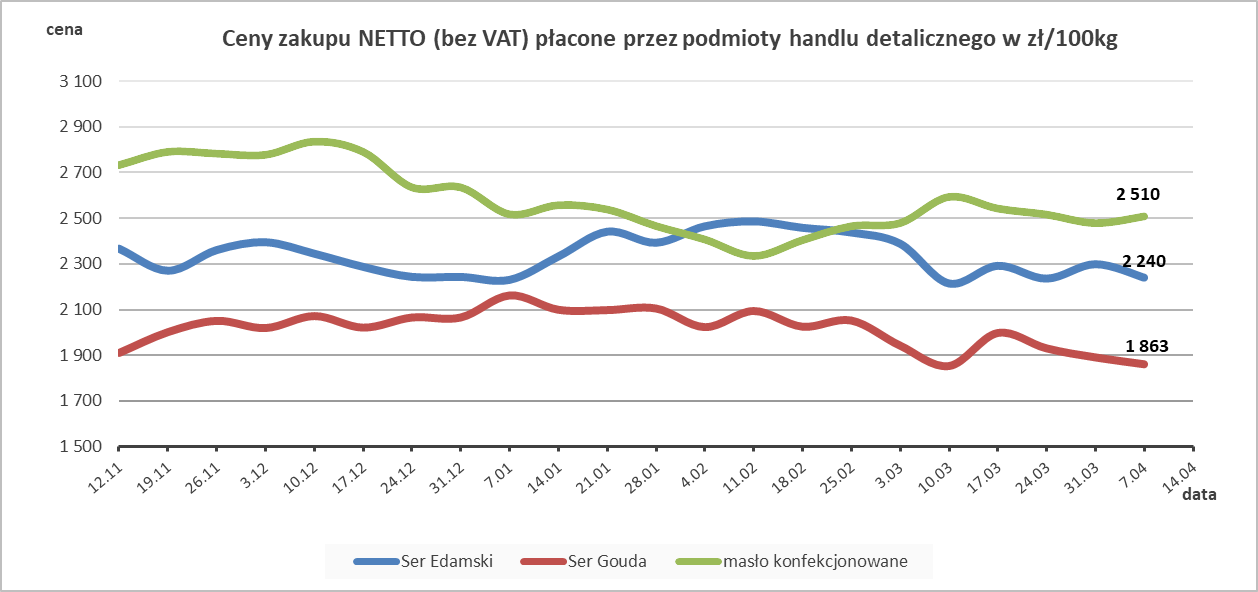 cena
Ceny zakupu NETTO (bez VAT) płacone przez podmioty handlu detalicznego w zł/100kg
3 100
2 900
2 700
2 500
2 300
2 100
1 900
1 700
1 500
2 510
2 240
1 863
12.11 19.11 26.11 3.12 10.12 17.12 24.12 31.12 7.01 14.01 21.01 28.01 4.02 11.02 18.02 25.02 3.03 10.03 17.03 24.03 31.03 7.04 14.04
data
Ser Edamski Ser Gouda masło konfekcjonowane